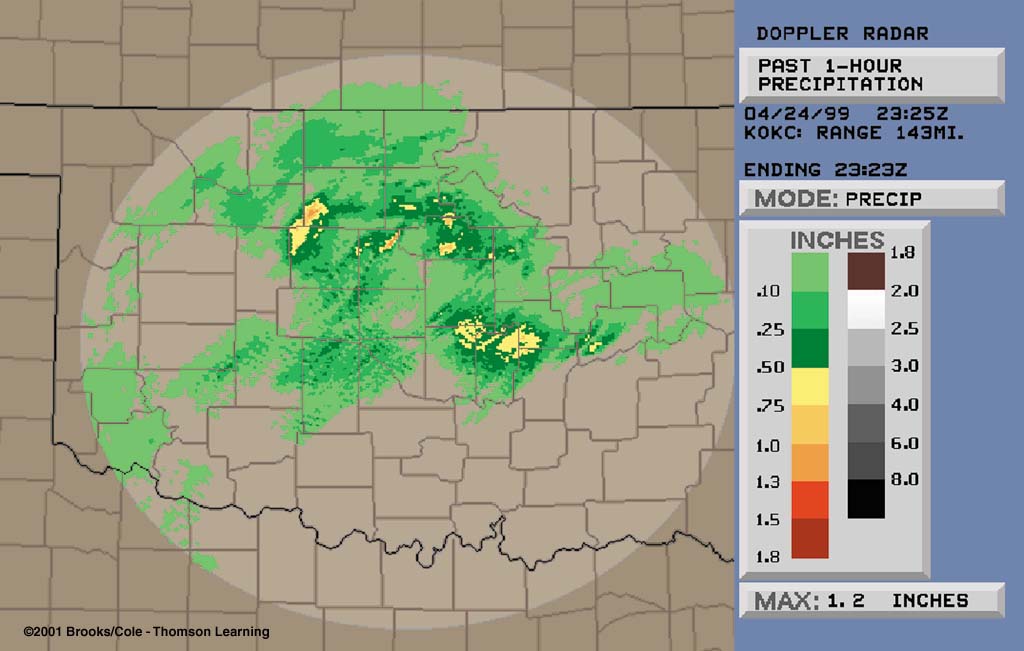 DOPPLER RADAR
PAST 1-HOUR
PRECIPITATION
04/24/99 23:25Z
KOKC: RANGE 143MI.
ENDING 23:23Z
MODE: PRECIP
INCHES
1.8
.10 2.0
.25 2.5
.50 3.0
.75 4.0
1.0 6.0
1.3 8.0
1.5
1.8
MAX: 1.2 INCHES
©2001 Brooks/Cole - Thomson Learning